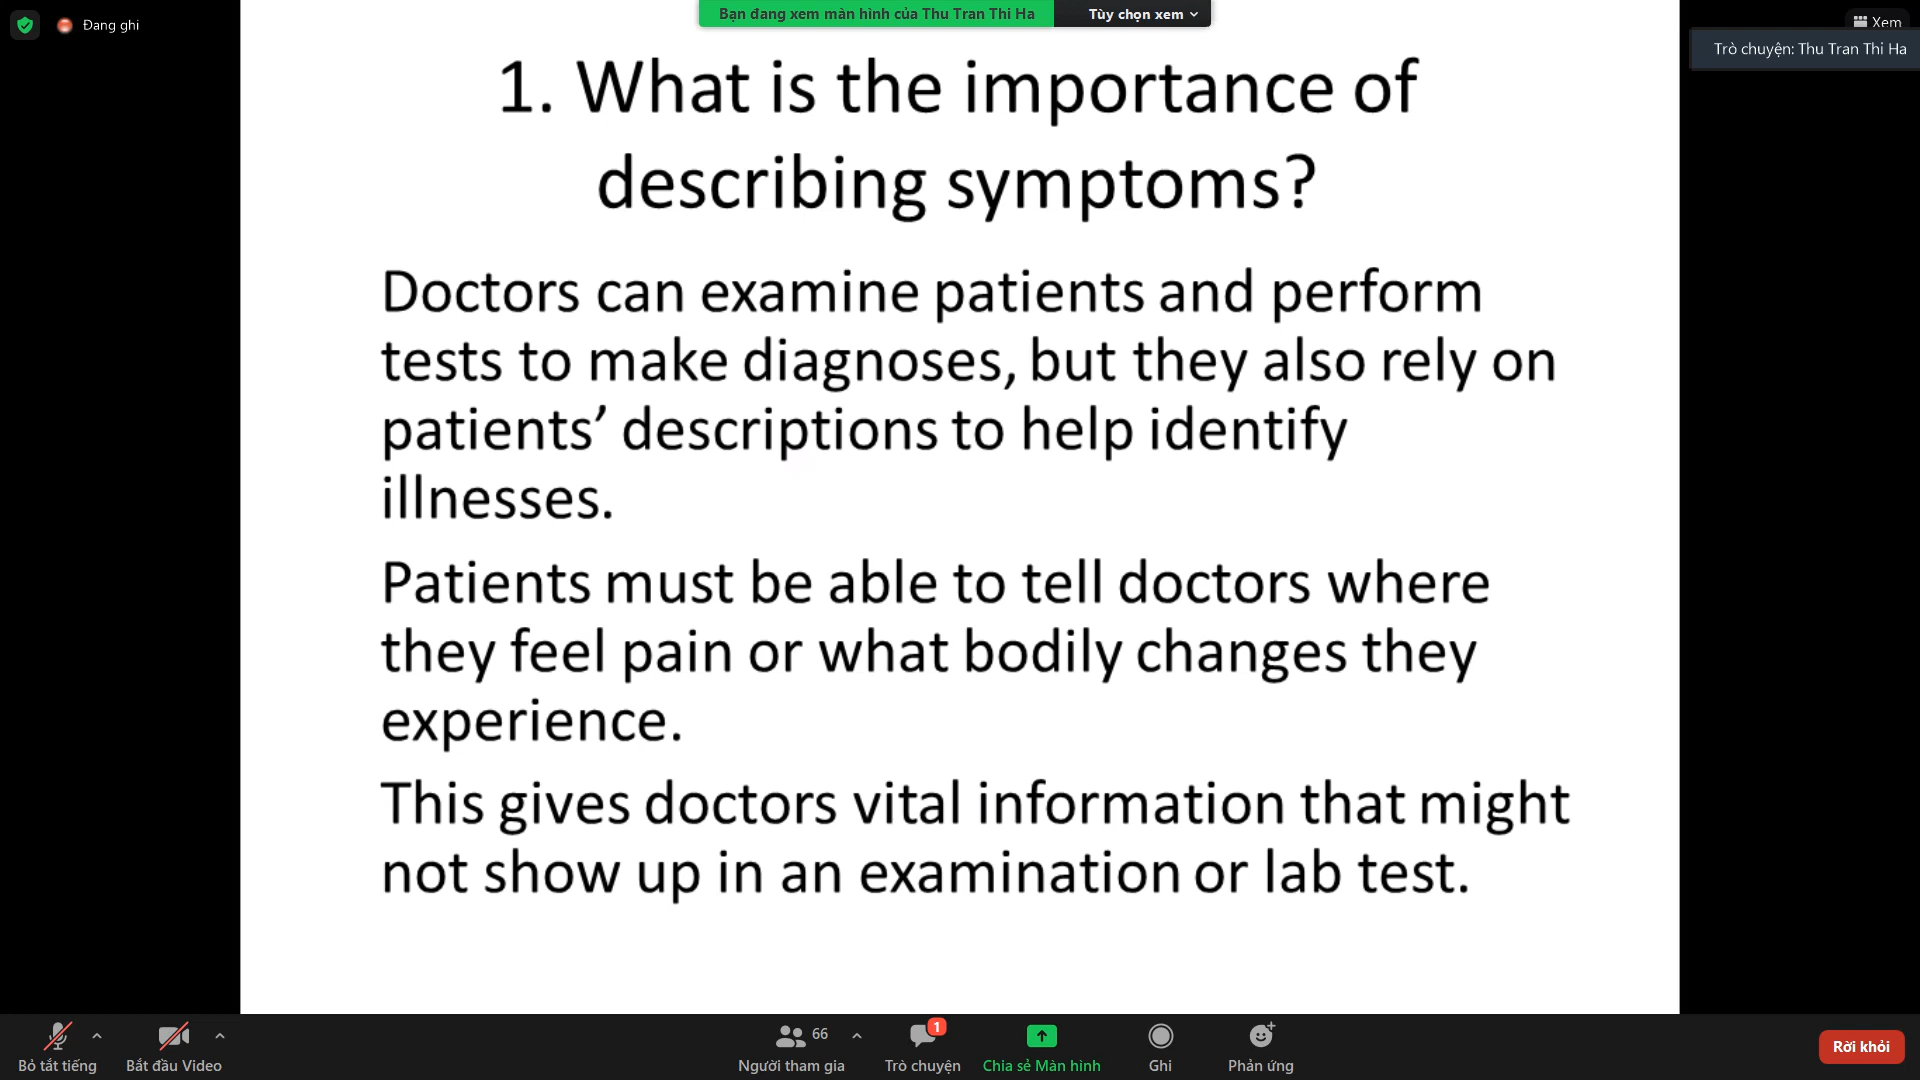 Đang ghi
Bạn đang xem màn hình của Thu Tran Thi Ha
Tùy chọn xem
Xem
Trò chuyện: Thu Tran Thi Ha
1. What is the importance of
describing symptoms?
Doctors can examine patients and perform
tests to make diagnoses, but they also rely on
patients’ descriptions to help identify
illnesses.
Patients must be able to tell doctors where
they feel pain or what bodily changes they
experience.
This gives doctors vital information that might
not show up in an examination or lab test.
Bỏ tắt tiếng
Bắt đầu Video
66
Người tham gia
1
Trò chuyện
Chia sẻ Màn hình
Ghi
Phản ứng
Rời khỏi